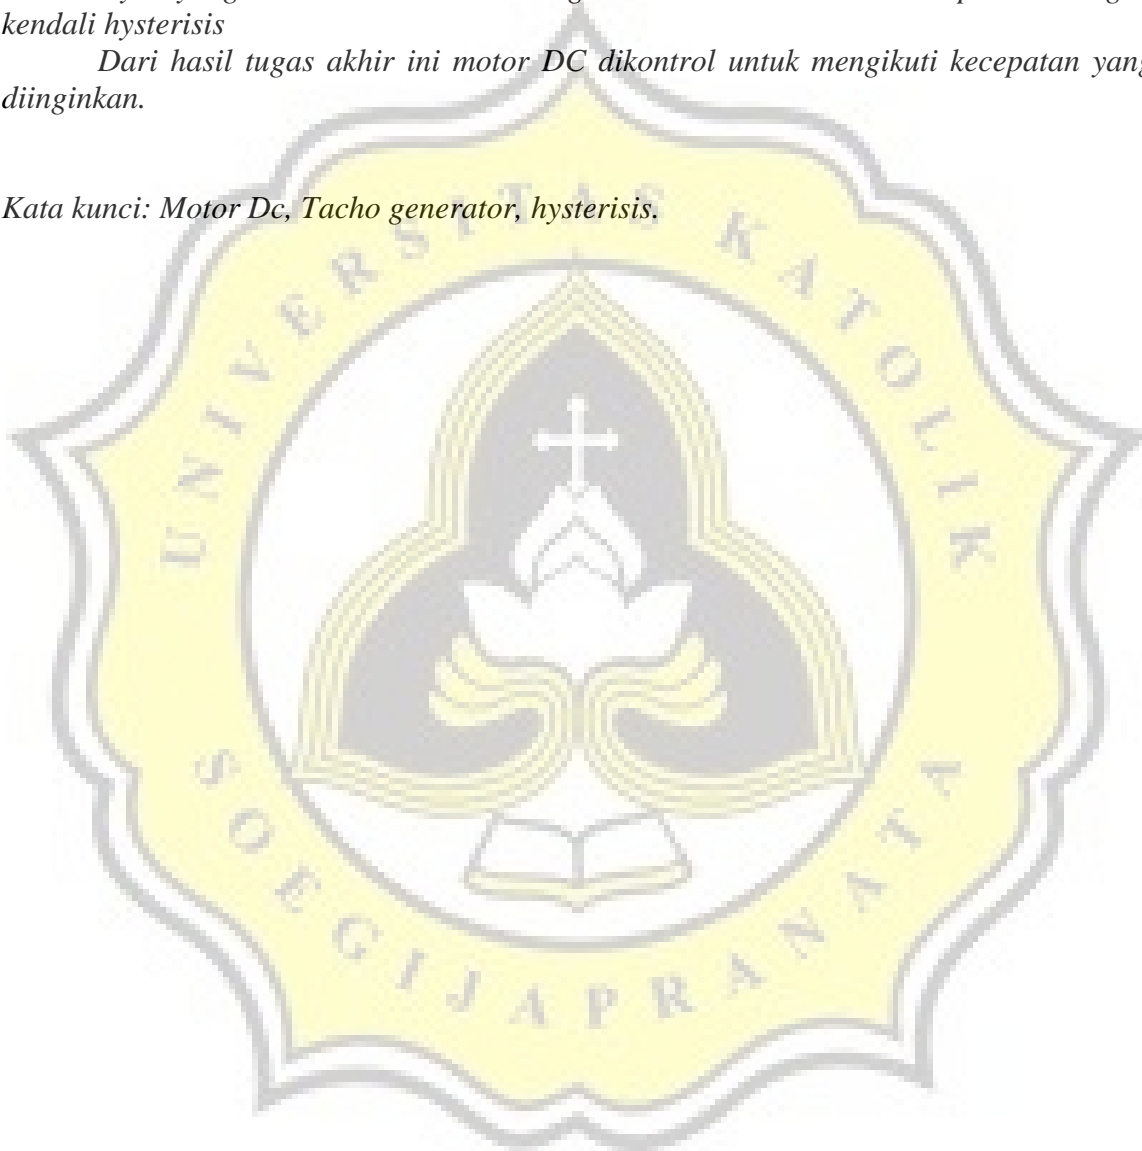 kendali hysterisis
Dari hasil tugas akhir ini motor DC dikontrol untuk mengikuti kecepatan yang
diinginkan.
Kata kunci: Motor Dc, Tacho generator, hysterisis.
UNIVERSITAS KATOLIK
SOEGIJAPRANATA